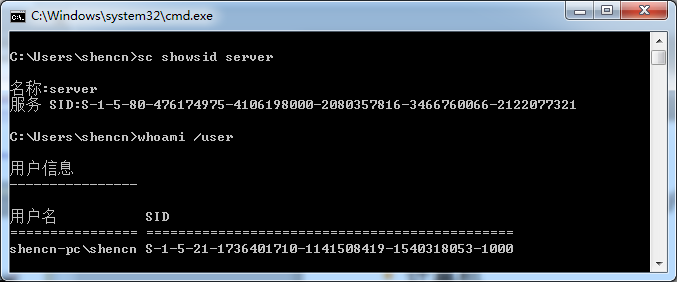 C:\Windows\system32\cmd.exe
C:\Users\shencn>sc showsid server
名称:server
服务 SID:S-1-5-80-476174975-4106198000-2080357816-3466760066-2122077321
C:\Users\shencn>whoami /user
用户信息
----------------
用户名 SID
================ ==============================================
shencn-pc\shencn S-1-5-21-1736401710-1141508419-1540318053-1000